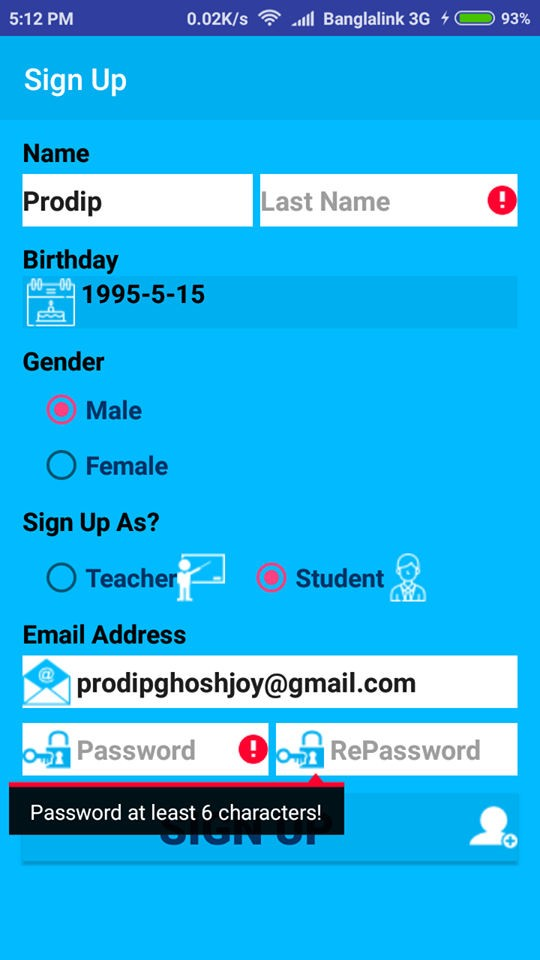 5:12 PM 0.02K/s Banglalink 3G 93%
Sign Up
Name
Prodip Last Name
Birthday
1995-5-15
Gender
Male
Female
Sign Up As?
Teacher Student
Email Address
@
prodipghoshjoy@gmail.com
Password RePassword
Password at least 6 characters!
SIGN UP